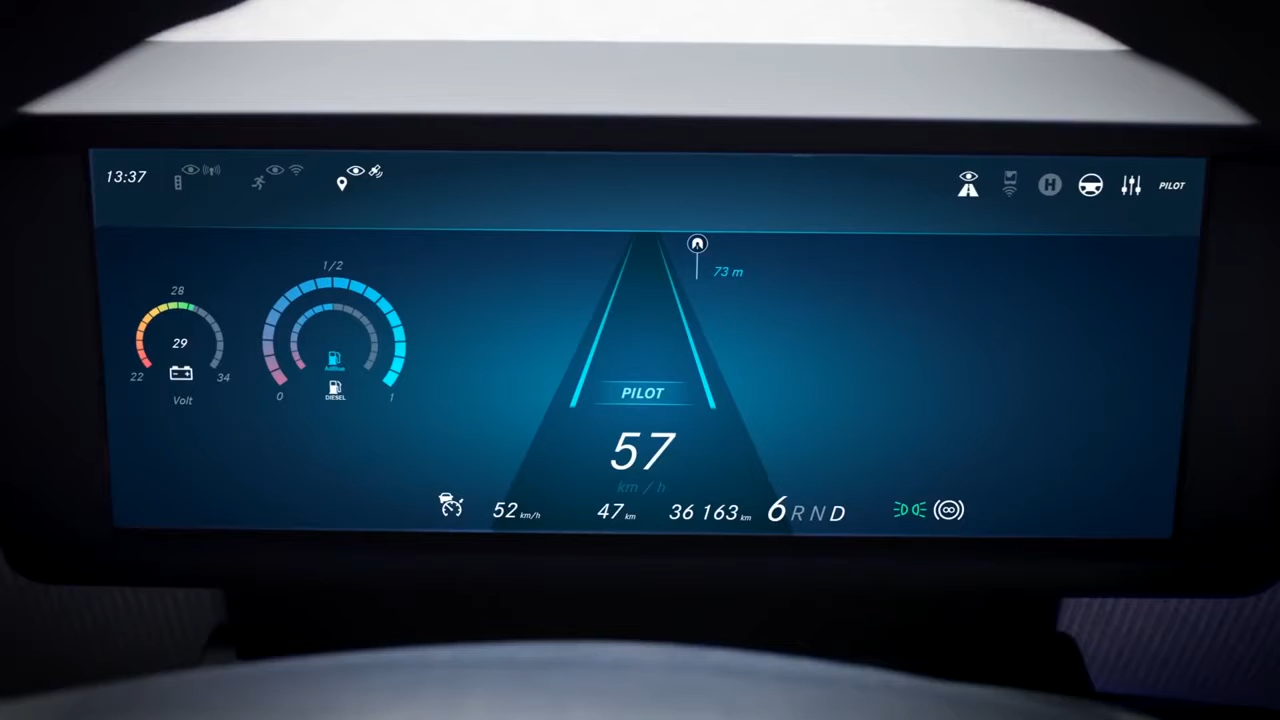 13:37
H
PILOT
73 m
1/2
28
29
22
34
Volt
AdBlue
DIESEL
0
1
PILOT
57
km / h
52 km/h
47 km
36 163 km
6 R N D